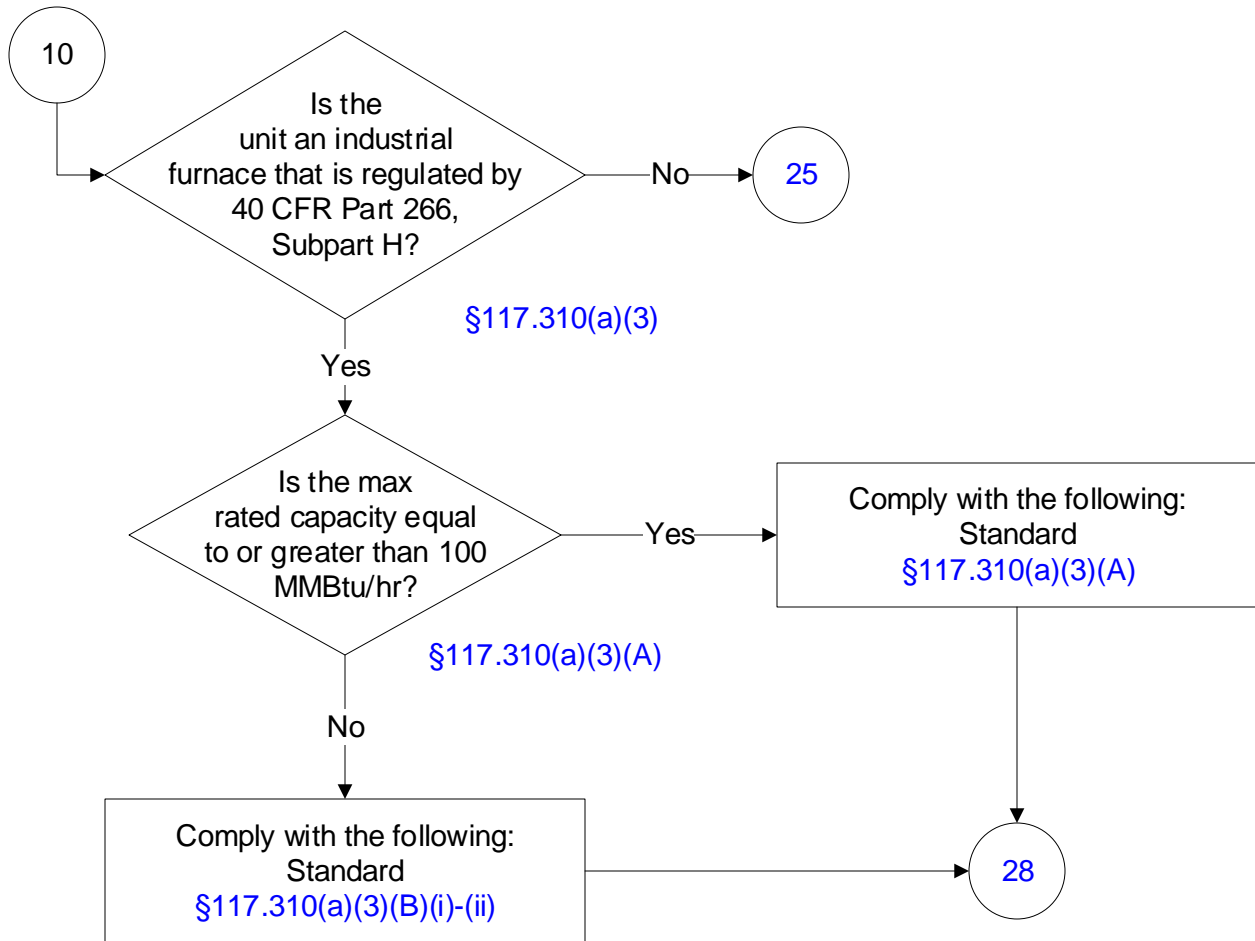 10
Is the
unit an industrial
furnace that is regulated by
40 CFR Part 266,
Subpart H?
No
25
§117.310(a)(3)
Yes
Is the max
rated capacity equal
to or greater than 100
MMBtu/hr?
Yes
Comply with the following:
Standard
§117.310(a)(3)(A)
§117.310(a)(3)(A)
No
Comply with the following:
Standard
§117.310(a)(3)(B)(i)-(ii)
28